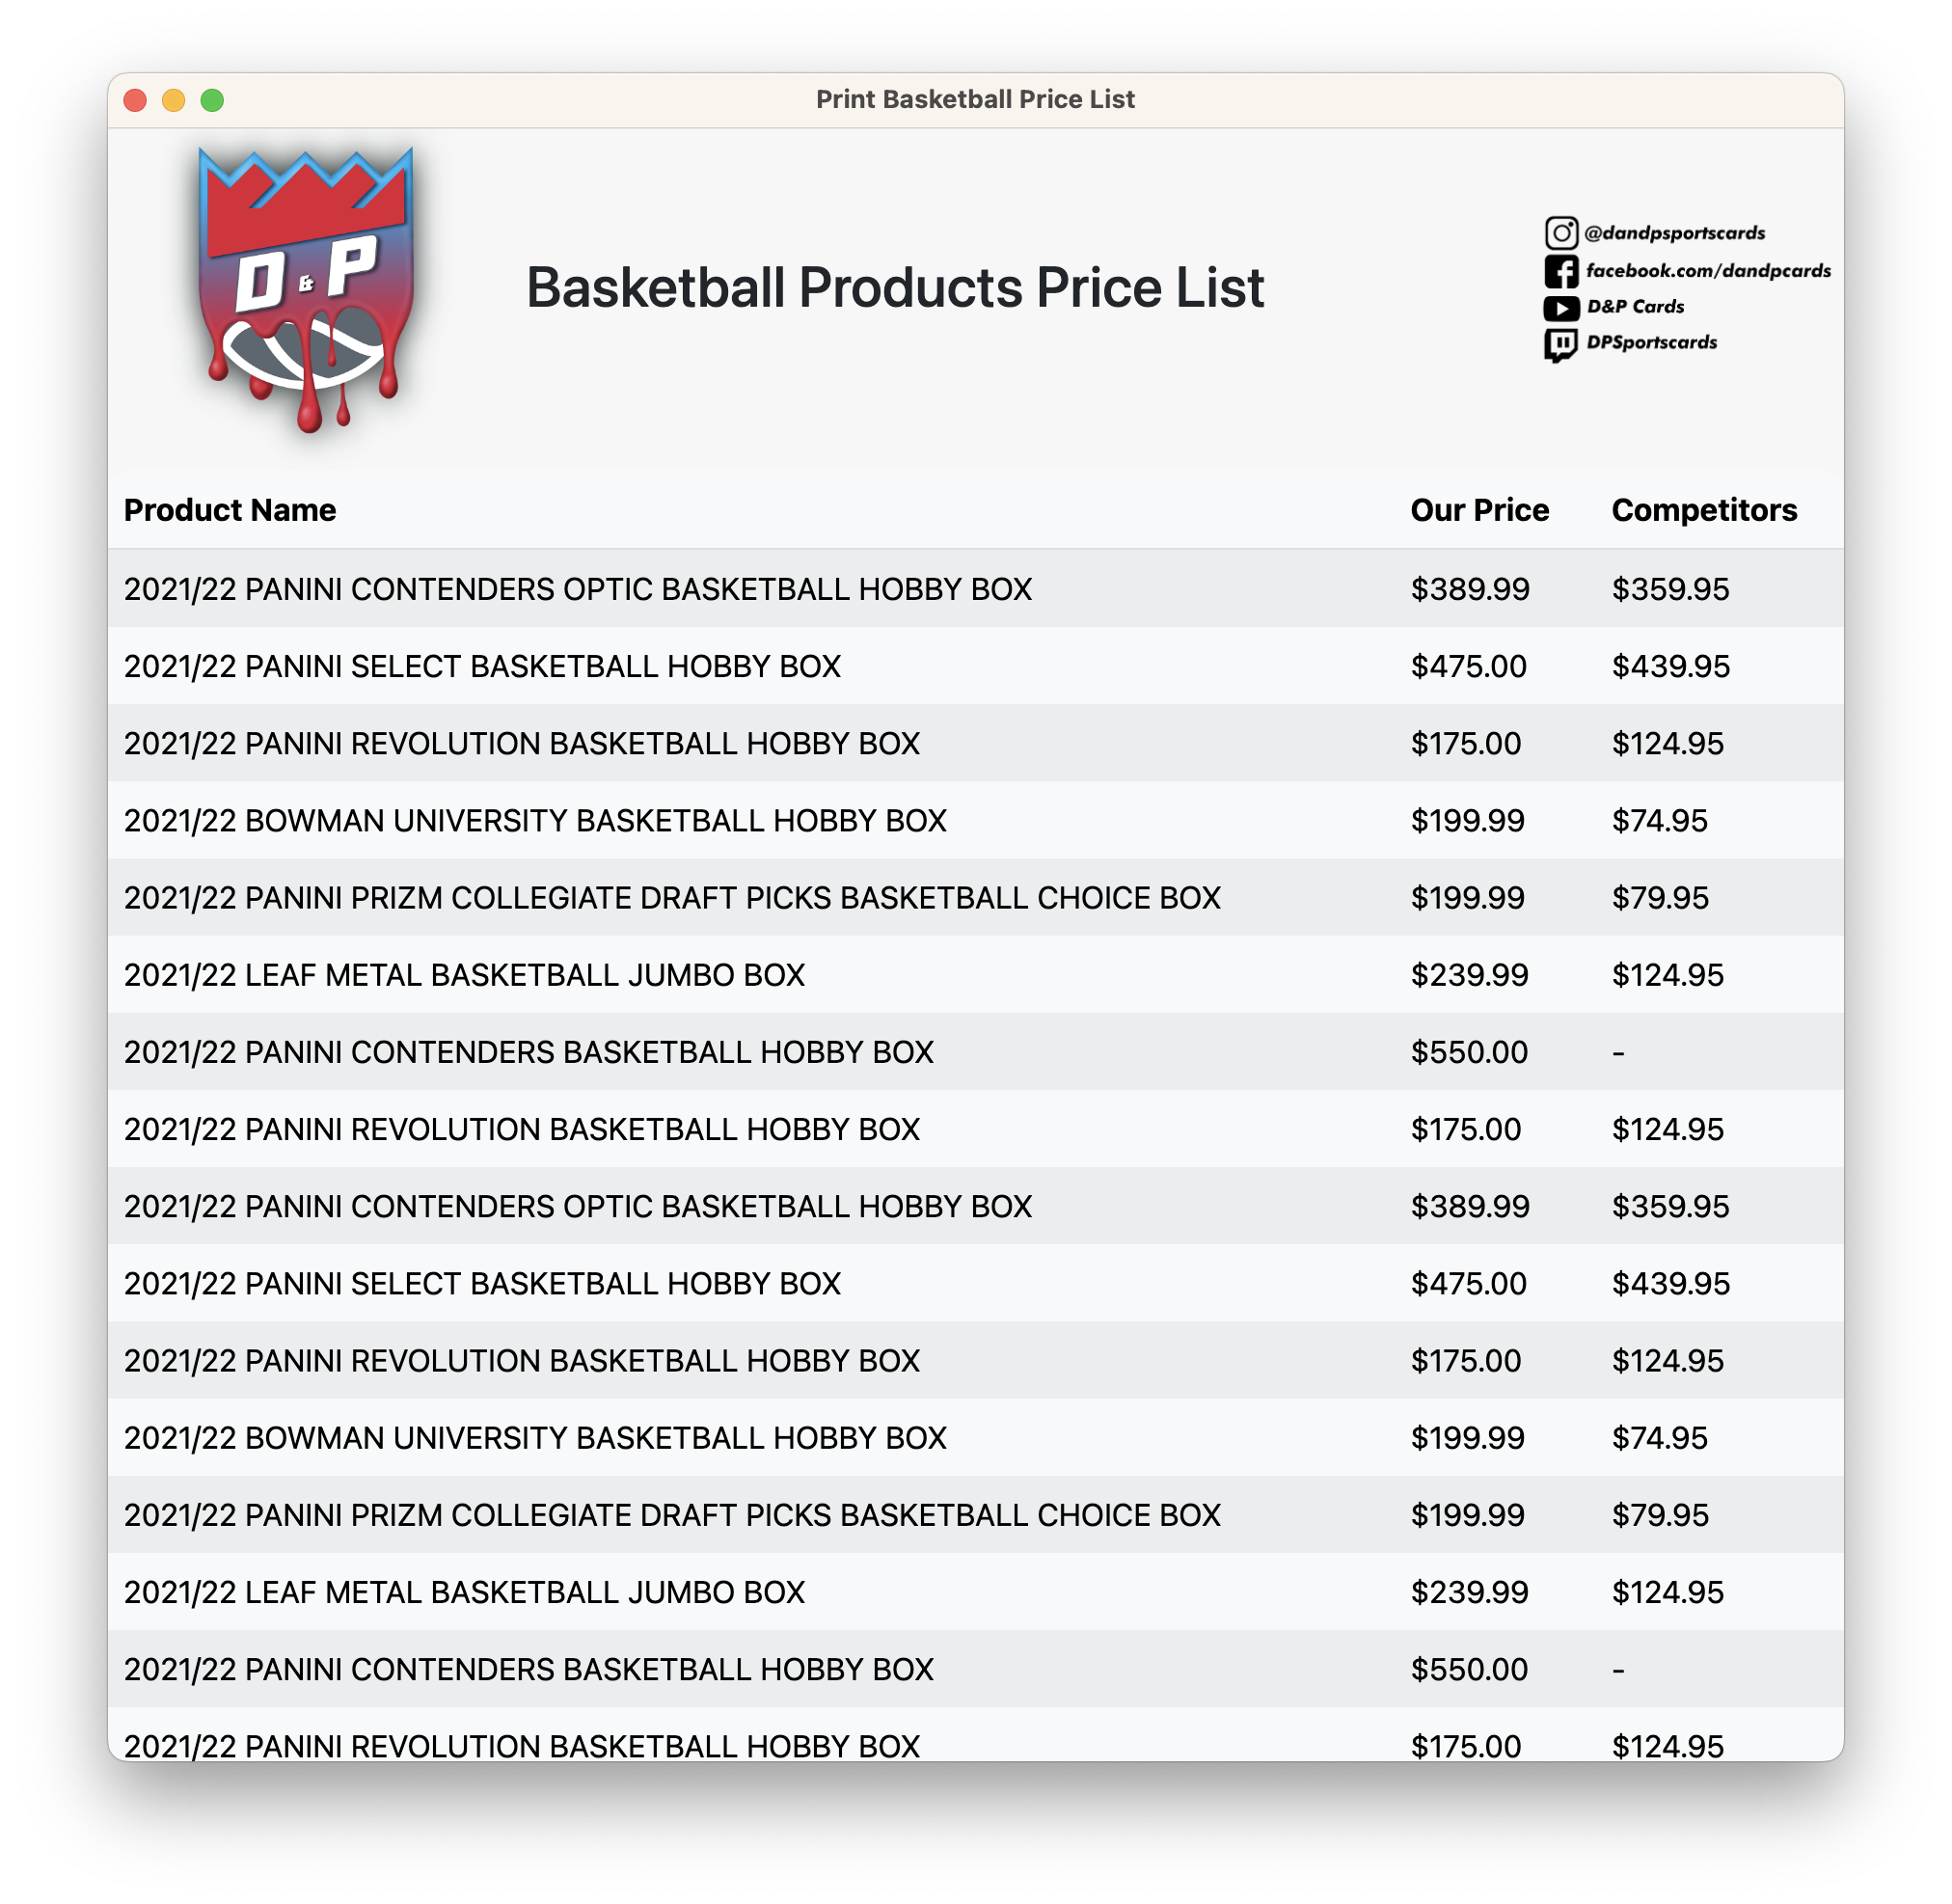 Print Basketball Price List
D & P
Basketball Products Price List
@dandpsportscards
facebook.com/dandpcards
D&P Cards
DPSportscards
Product Name Our Price Competitors
2021/22 PANINI CONTENDERS OPTIC BASKETBALL HOBBY BOX $389.99 $359.95
2021/22 PANINI SELECT BASKETBALL HOBBY BOX $475.00 $439.95
2021/22 PANINI REVOLUTION BASKETBALL HOBBY BOX $175.00 $124.95
2021/22 BOWMAN UNIVERSITY BASKETBALL HOBBY BOX $199.99 $74.95
2021/22 PANINI PRIZM COLLEGIATE DRAFT PICKS BASKETBALL CHOICE BOX $199.99 $79.95
2021/22 LEAF METAL BASKETBALL JUMBO BOX $239.99 $124.95
2021/22 PANINI CONTENDERS BASKETBALL HOBBY BOX $550.00 -
2021/22 PANINI REVOLUTION BASKETBALL HOBBY BOX $175.00 $124.95
2021/22 PANINI CONTENDERS OPTIC BASKETBALL HOBBY BOX $389.99 $359.95
2021/22 PANINI SELECT BASKETBALL HOBBY BOX $475.00 $439.95
2021/22 PANINI REVOLUTION BASKETBALL HOBBY BOX $175.00 $124.95
2021/22 BOWMAN UNIVERSITY BASKETBALL HOBBY BOX $199.99 $74.95
2021/22 PANINI PRIZM COLLEGIATE DRAFT PICKS BASKETBALL CHOICE BOX $199.99 $79.95
2021/22 LEAF METAL BASKETBALL JUMBO BOX $239.99 $124.95
2021/22 PANINI CONTENDERS BASKETBALL HOBBY BOX $550.00 -
2021/22 PANINI REVOLUTION BASKETBALL HOBBY BOX $175.00 $124.95